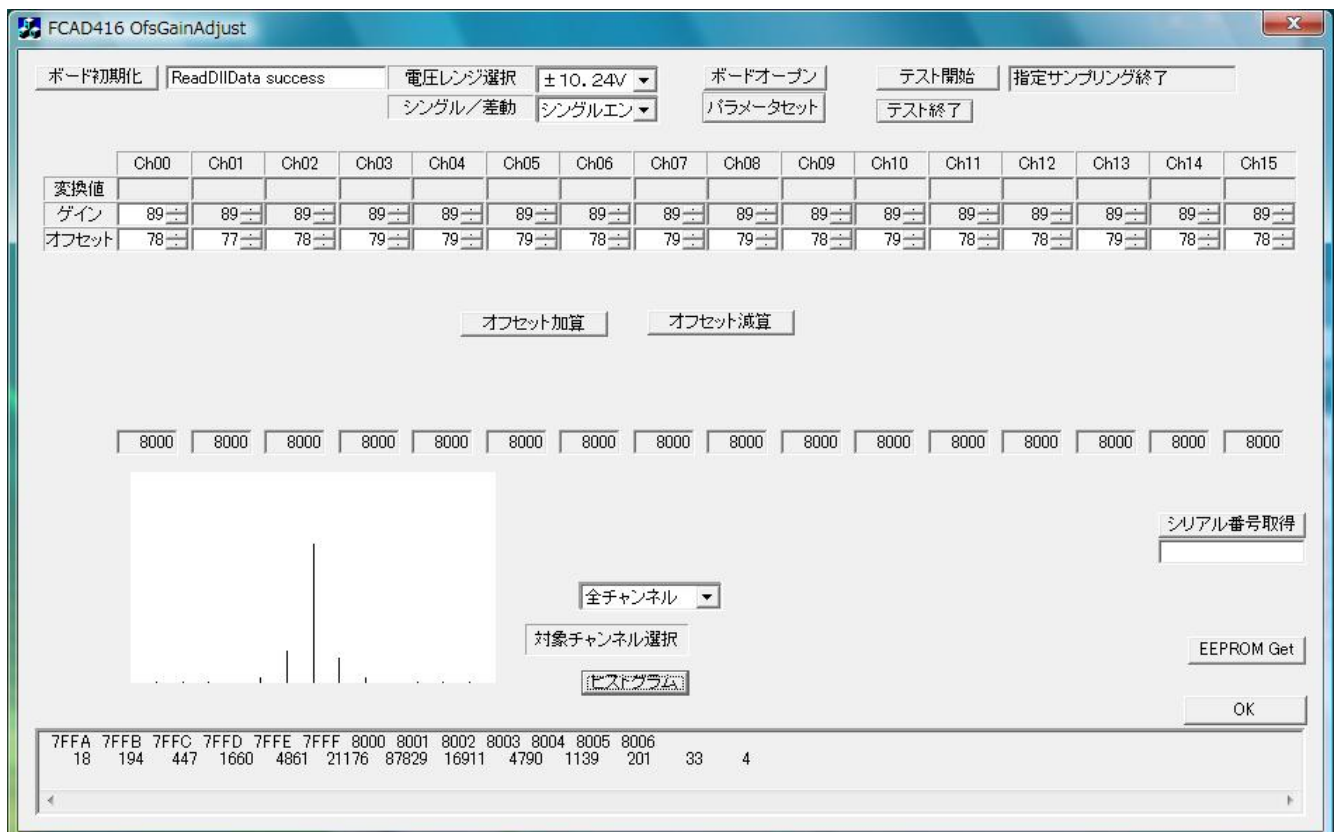 FCAD416 OfsGainAdjust
ボード初期化 ReadDllData success 電圧レンジ選択 ±10.24V ボードオープン テスト開始 指定サンプリング終了
シングル／差動 シングルエン パラメータセット テスト終了
Ch00 Ch01 Ch02 Ch03 Ch04 Ch05 Ch06 Ch07 Ch08 Ch09 Ch10 Ch11 Ch12 Ch13 Ch14 Ch15
変換値
ゲイン 89 89 89 89 89 89 89 89 89 89 89 89 89 89 89 89
オフセット 78 77 78 79 79 79 78 79 79 78 79 78 78 79 78 78
オフセット加算 オフセット減算
8000 8000 8000 8000 8000 8000 8000 8000 8000 8000 8000 8000 8000 8000 8000 8000
シリアル番号取得
全チャンネル
対象チャンネル選択
EEPROM Get
ヒストグラム
OK
7FFA 7FFB 7FFC 7FFD 7FFE 7FFF 8000 8001 8002 8003 8004 8005 8006
18 194 447 1660 4861 21176 87829 16911 4790 1139 201 33 4